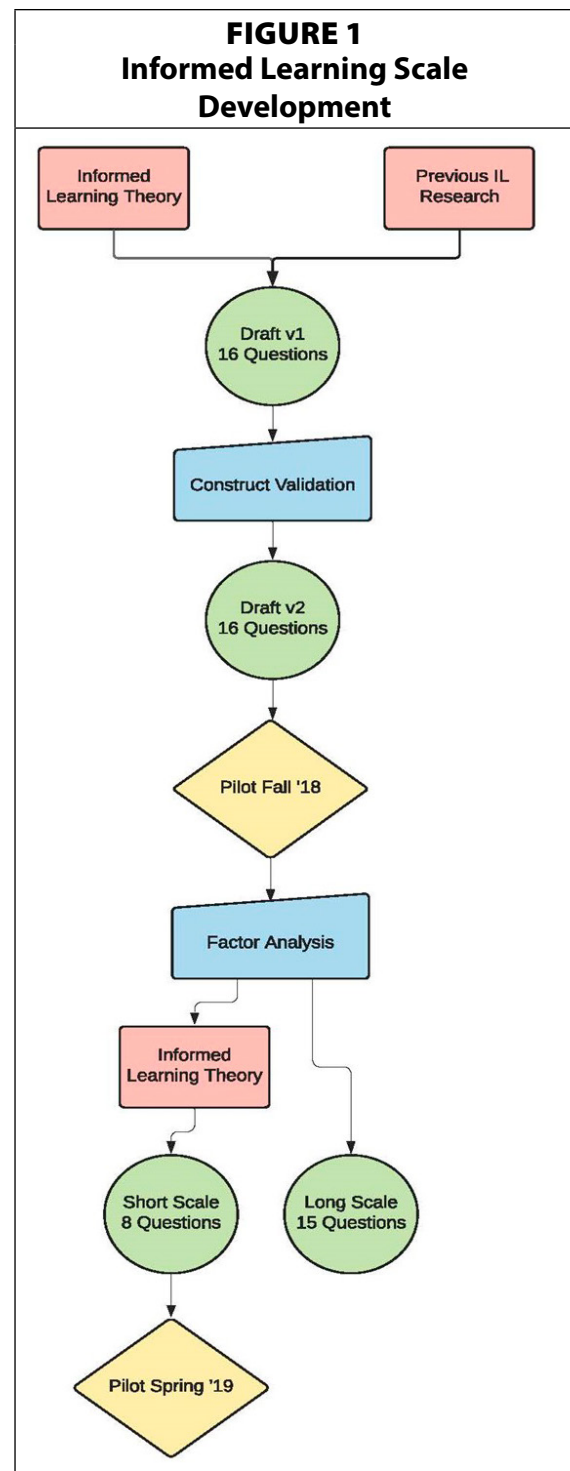 FIGURE 1
Informed Learning Scale
Development
Informed
Learning Theory
Previous IL
Research
Draft v1
16 Questions
Construct Validation
Draft v2
16 Questions
Pilot Fall '18
Factor Analysis
Informed
Learning Theory
Short Scale
8 Questions
Long Scale
15 Questions
Pilot Spring '19